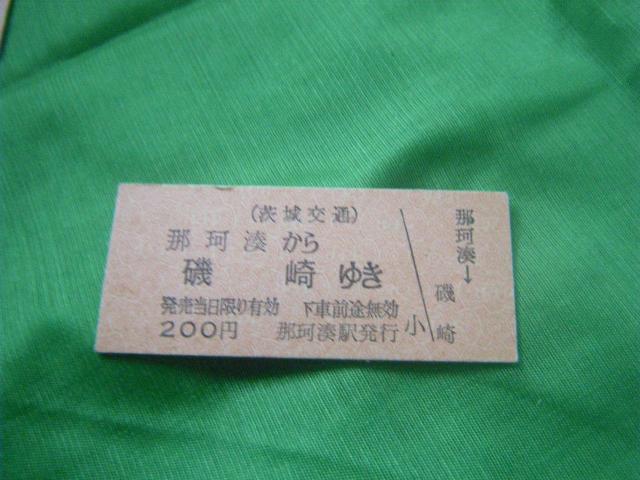 (茨城交通)
那珂湊から
磯崎ゆき
発売当日限り有効 下車前途無効
200円 那珂湊駅発行
小
那珂湊→
磯崎